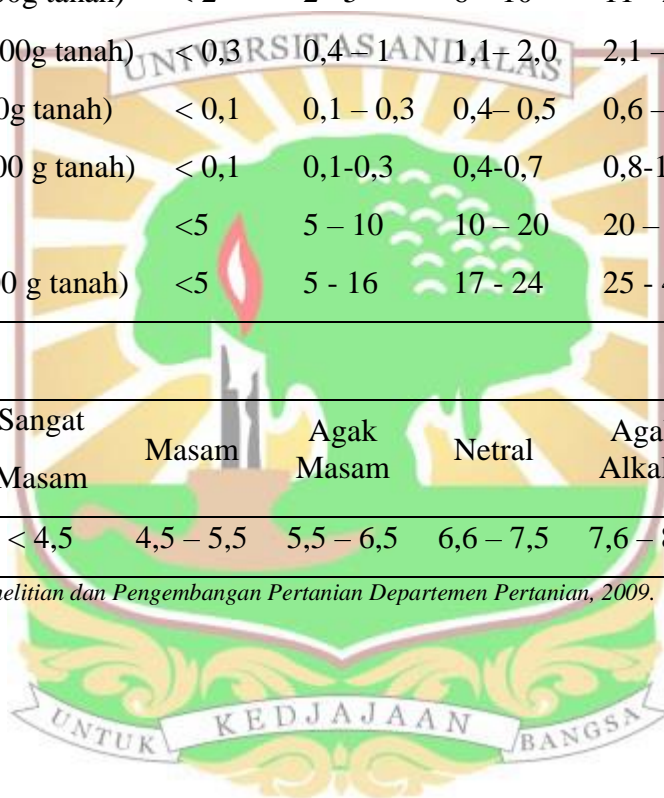 00g tanah) < 0,3 0,4 – 1 1,1– 2,0 2,1 –
0g tanah) < 0,1 0,1 – 0,3 0,4– 0,5 0,6 –
00 g tanah) < 0,1 0,1-0,3 0,4-0,7 0,8-1
<5 5 – 10 10 – 20 20 –
00 g tanah) <5 5 - 16 17 - 24 25 -
UNIVERSITAS ANDALAS
Sangat Masam Masam Agak Masam Netral
< 4,5 4,5 – 5,5 5,5 – 6,5 6,6 – 7,5 7,6 –
nelitian dan Pengembangan Pertanian Departemen Pertanian, 2009.
UNTUK KEDJAJAAN BANGSA